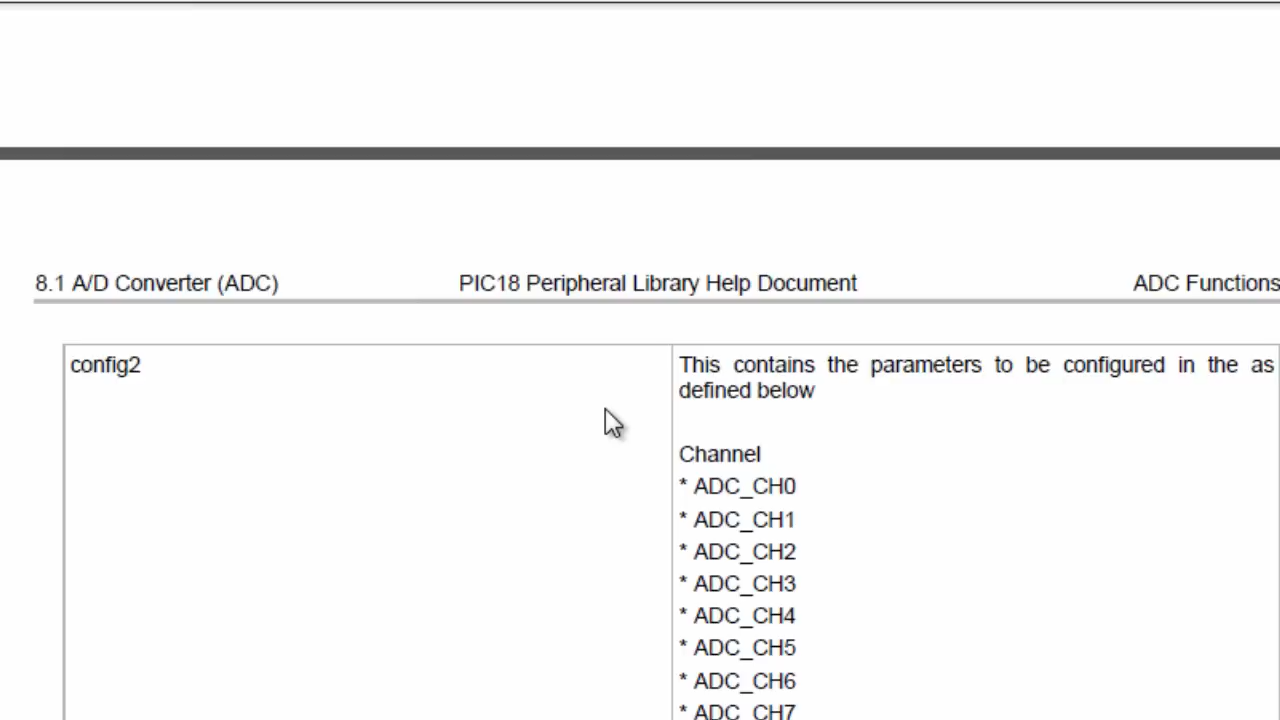 8.1 A/D Converter (ADC) PIC18 Peripheral Library Help Document ADC Functions
config2
This contains the parameters to be configured in the as
defined below
Channel
* ADC_CH0
* ADC_CH1
* ADC_CH2
* ADC_CH3
* ADC_CH4
* ADC_CH5
* ADC_CH6
* ADC_CH7